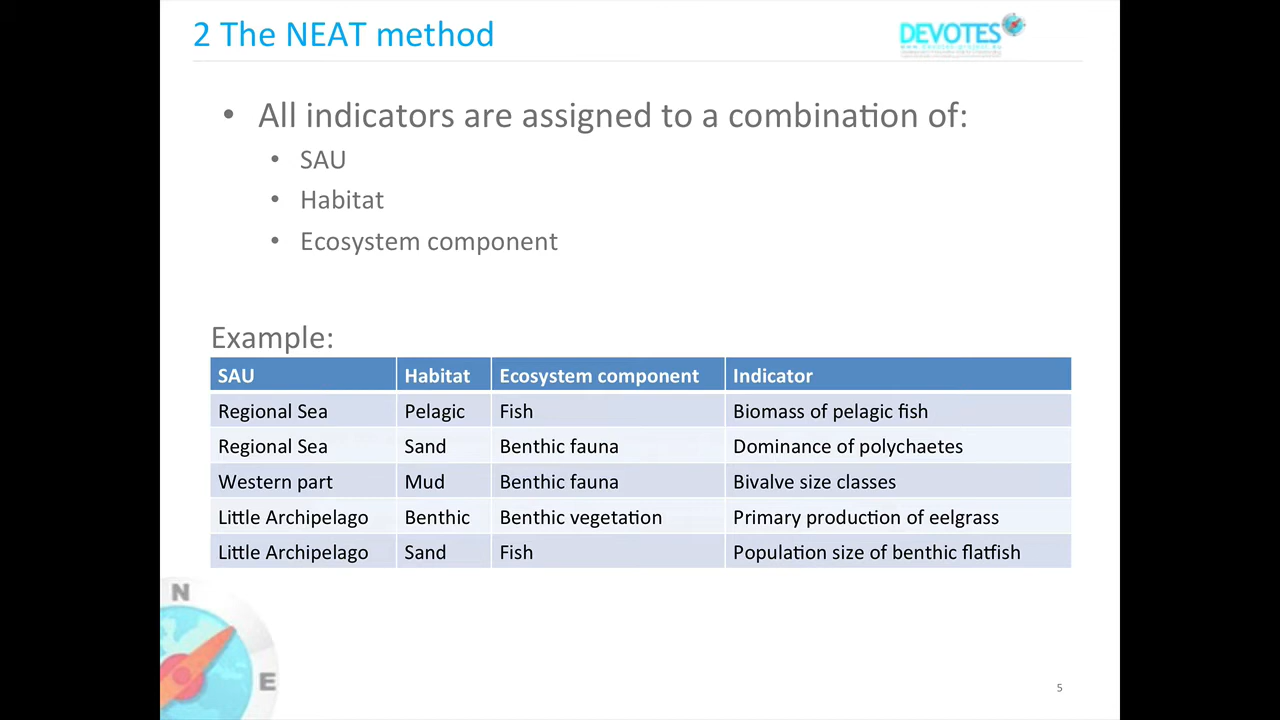 2 The NEAT method
DEVOTES
• All indicators are assigned to a combination of:
• SAU
• Habitat
• Ecosystem component
Example:
SAU Habitat Ecosystem component Indicator
Regional Sea Pelagic Fish Biomass of pelagic fish
Regional Sea Sand Benthic fauna Dominance of polychaetes
Western part Mud Benthic fauna Bivalve size classes
Little Archipelago Benthic Benthic vegetation Primary production of eelgrass
Little Archipelago Sand Fish Population size of benthic flatfish
N
E
5